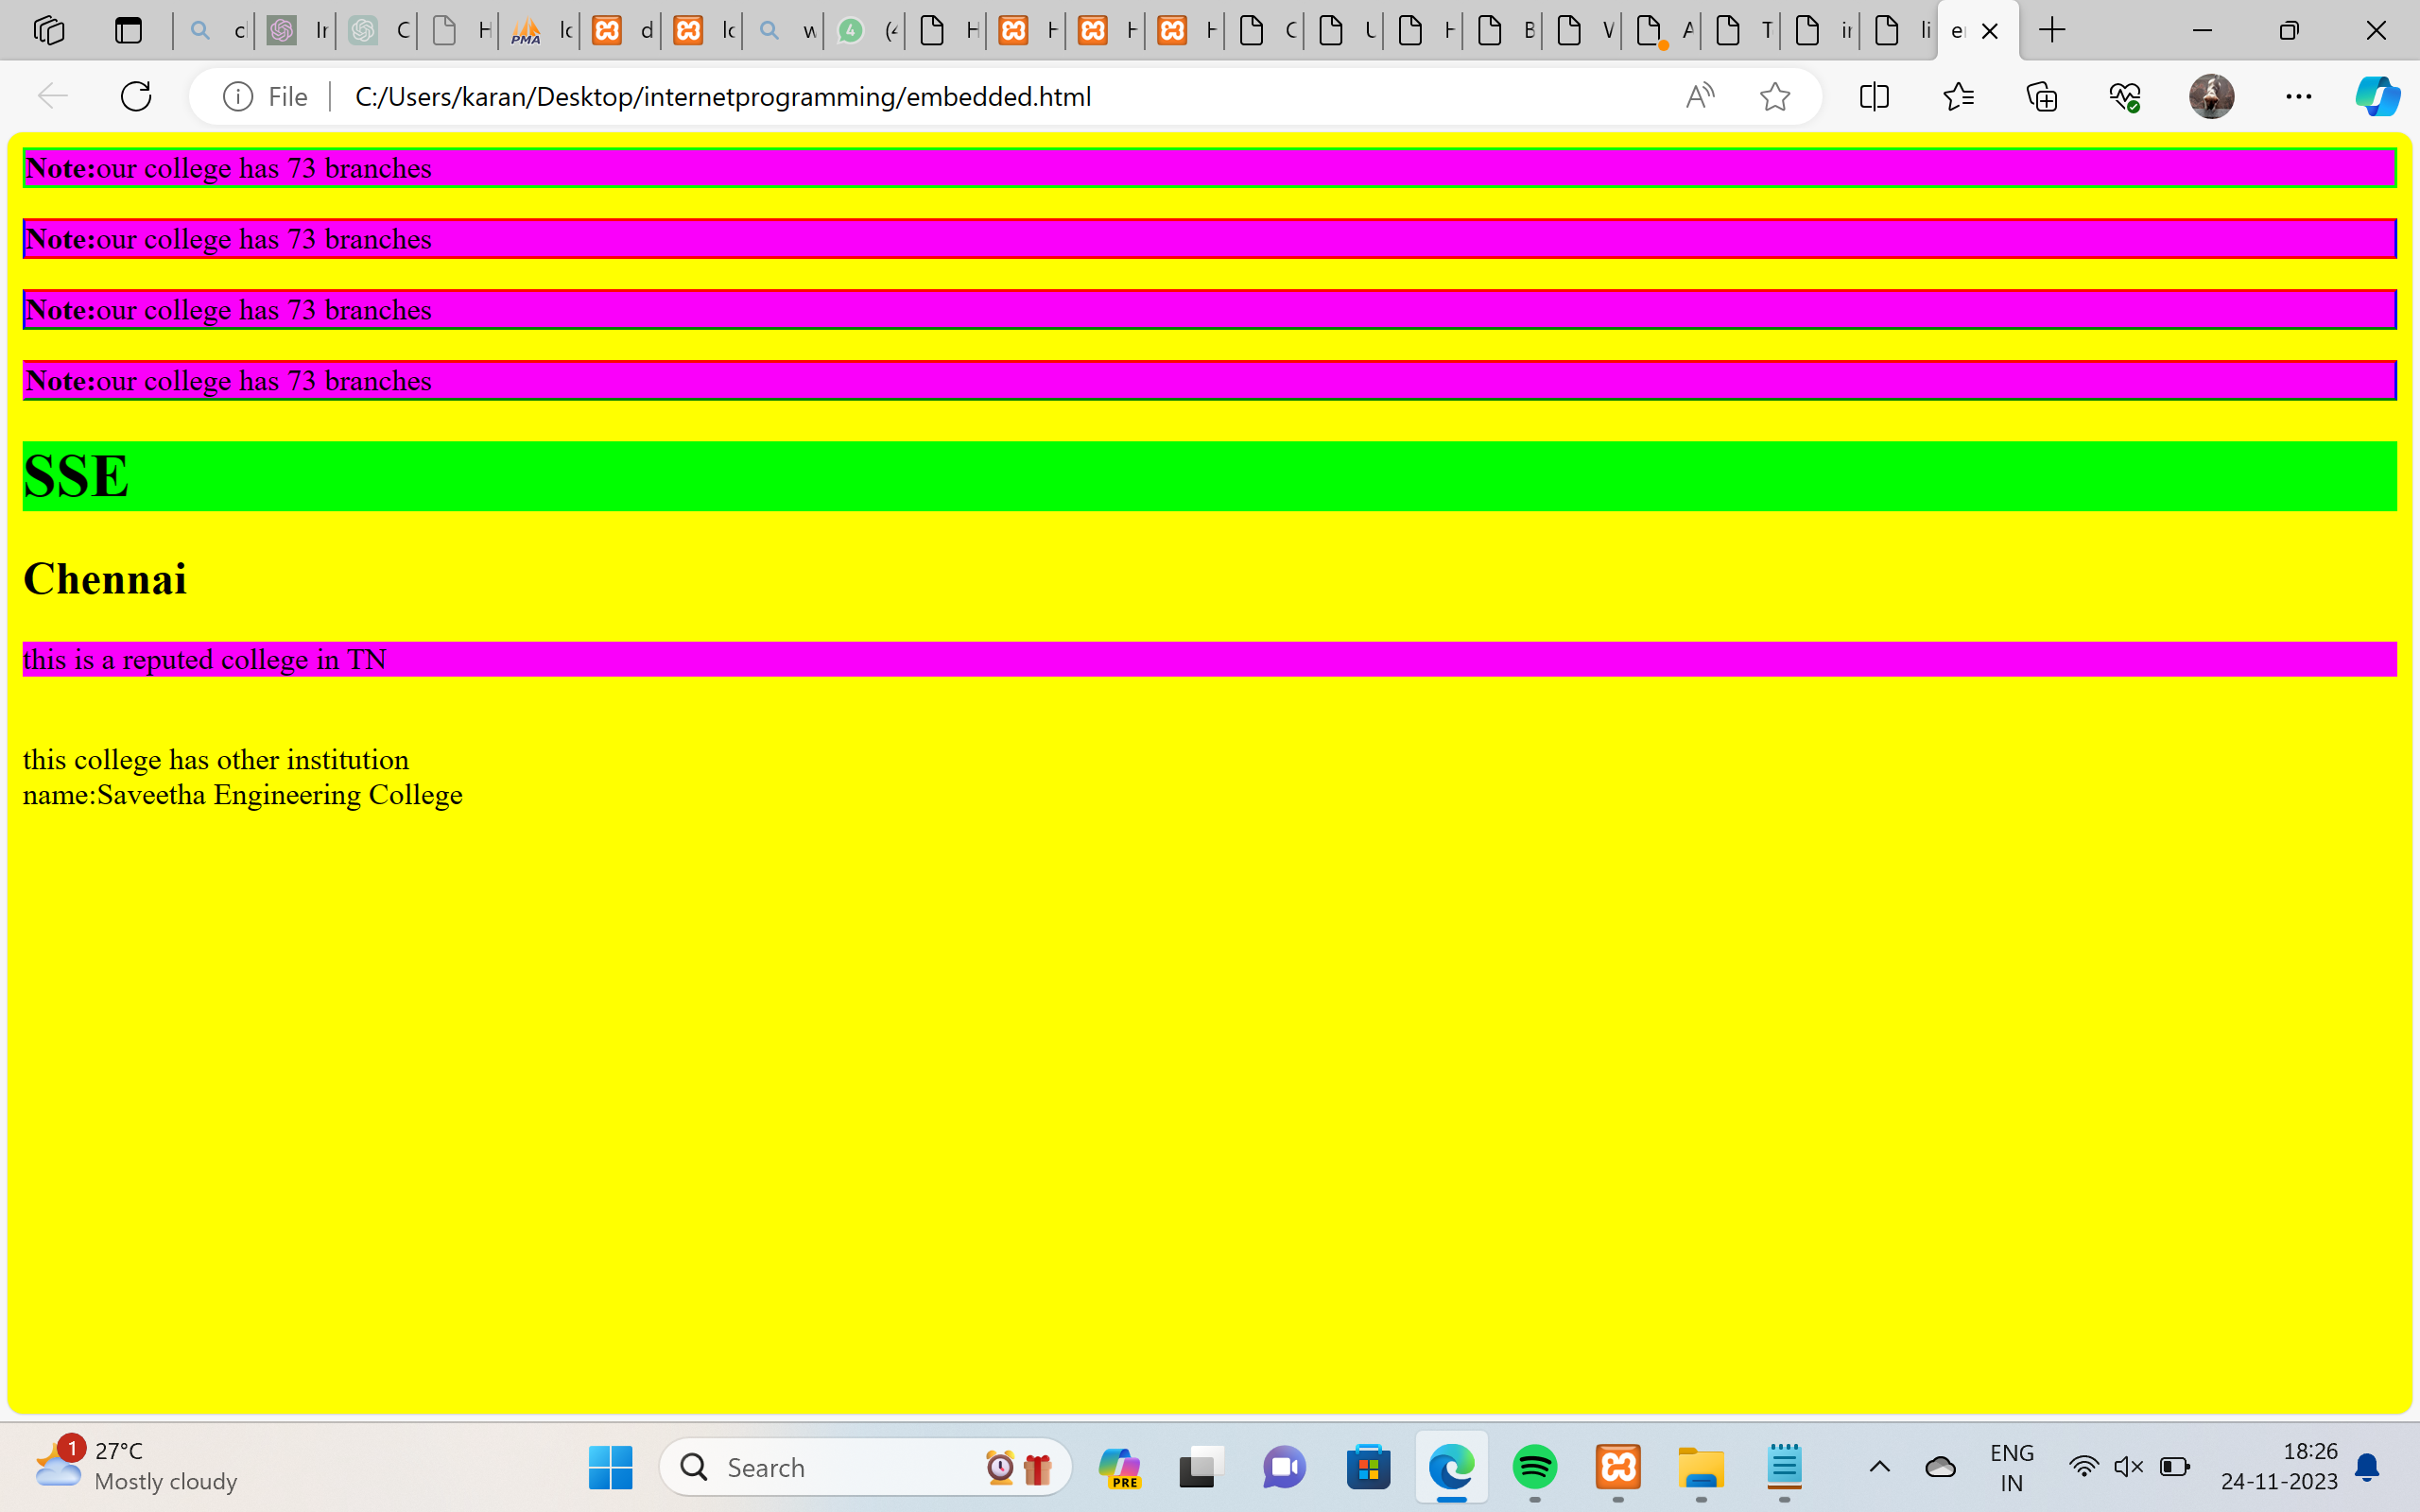 File
C:/Users/karan/Desktop/internetprogramming/embedded.html
Note:our college has 73 branches
Note:our college has 73 branches
Note:our college has 73 branches
Note:our college has 73 branches
SSE
Chennai
this is a reputed college in TN
this college has other institution
name:Saveetha Engineering College
1
27°C
Mostly cloudy
Search
PRE
ENG
IN
18:26
24-11-2023